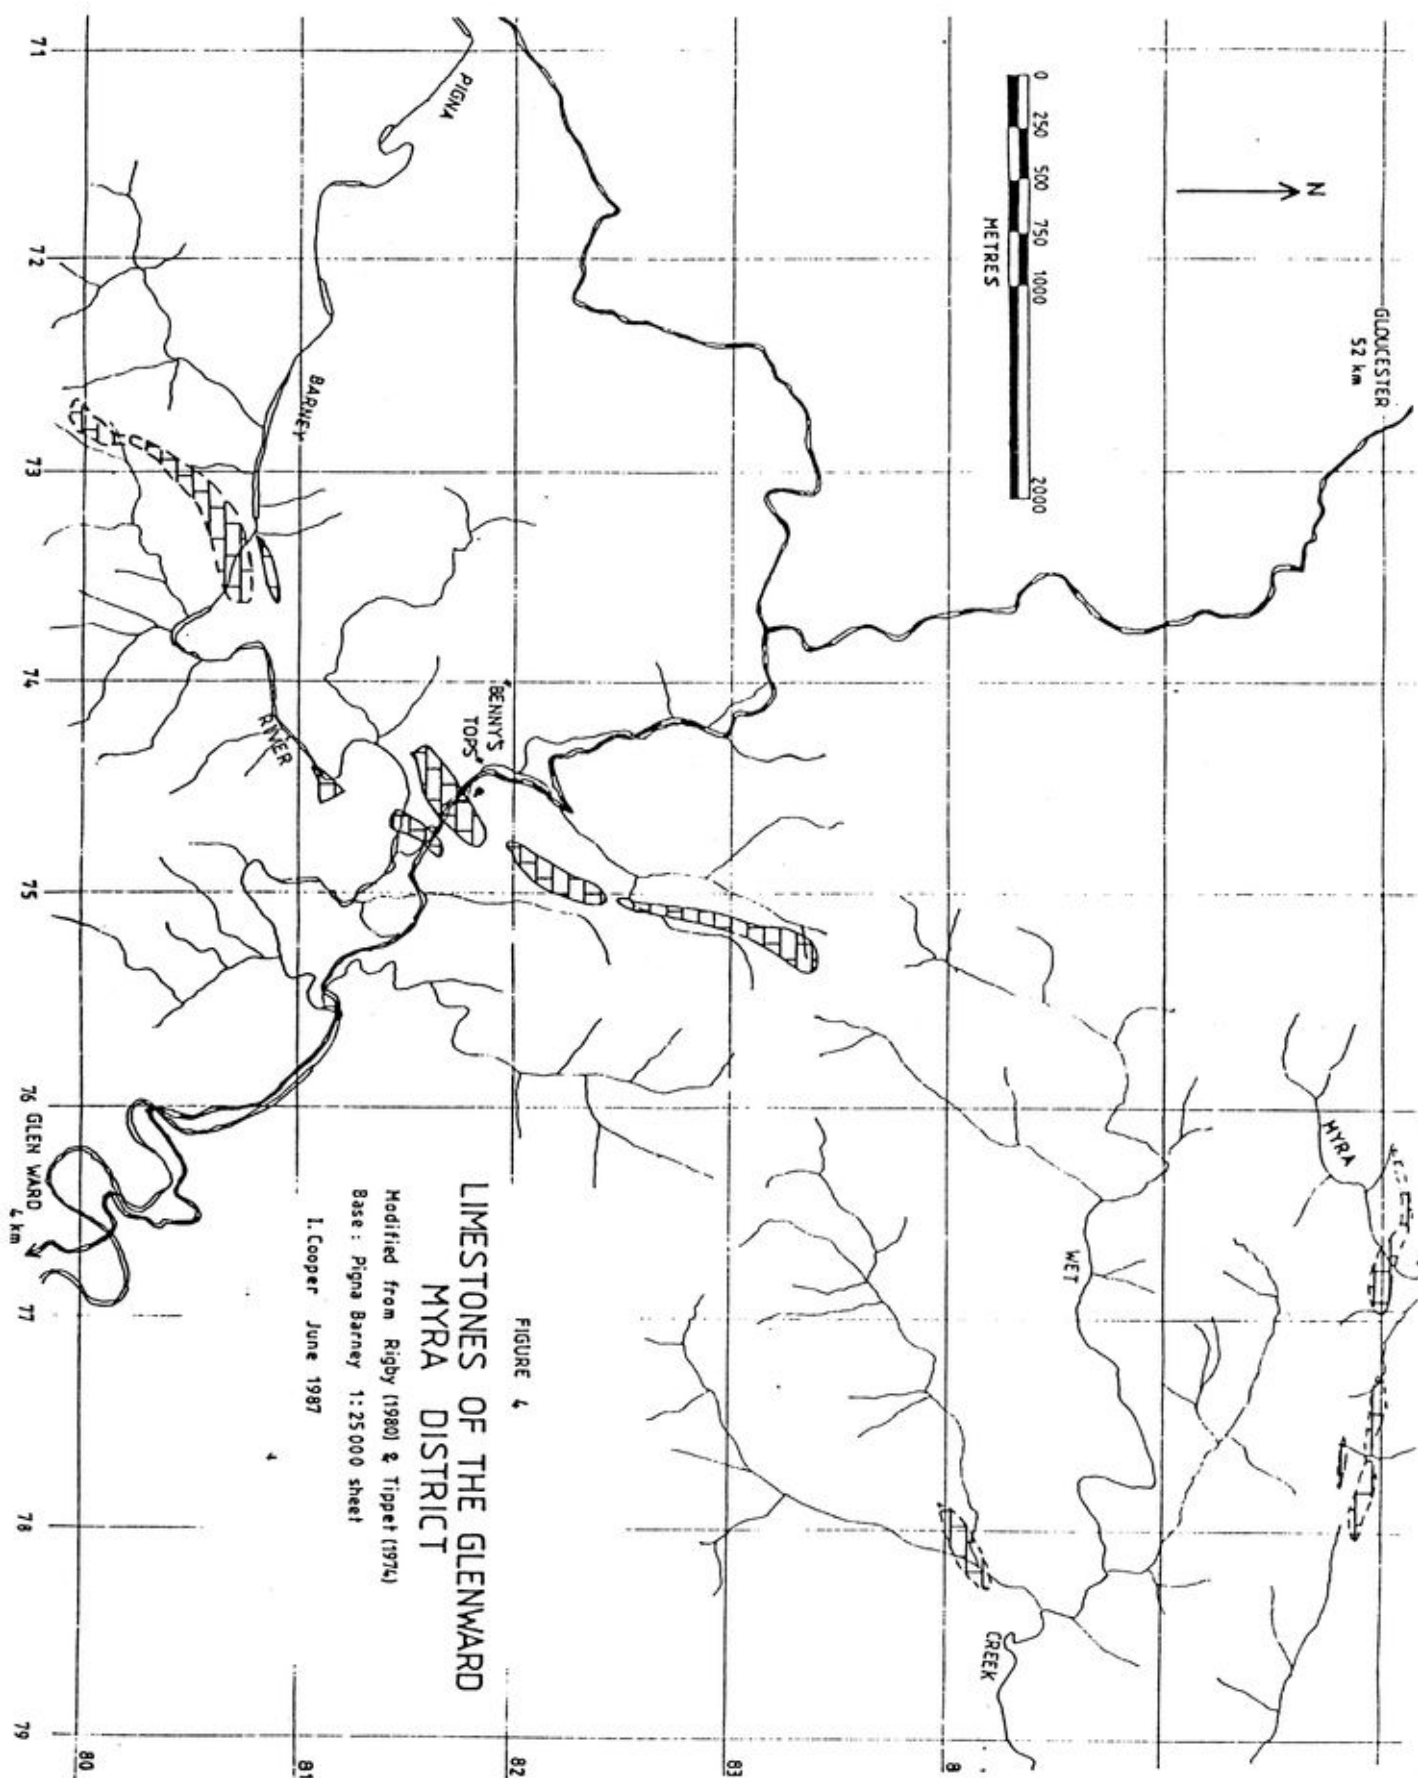 GLOUCESTER
52 km
N
0 250 500 750 1000 2000
METRES
PIGNA
BARNEY
RIVER
"BENNY'S
TOPS"
MYRA
WET
CREEK
GLEN WARD
4 km
FIGURE 4
LIMESTONES OF THE GLENWARD
MYRA DISTRICT
Modified from Rigby (1980) & Tippet (1974)
Base : Pigna Barney 1:25000 sheet
I. Cooper June 1987
71 72 73 74 75 76 77 78 79
80 81 82 83 8